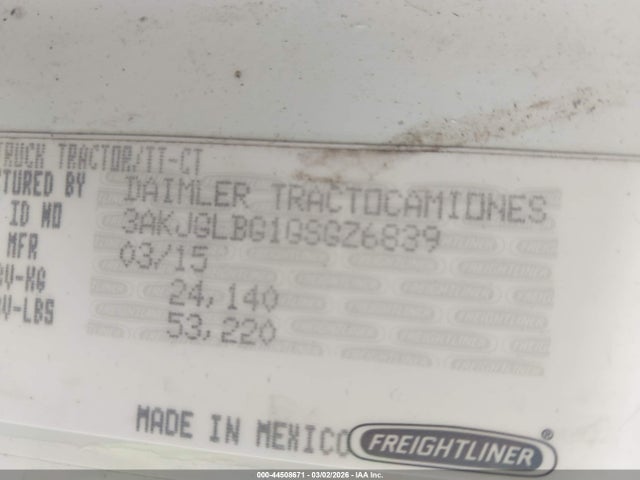 TRUCK TRACTOR/TT-CT
TURED BY DAIMLER TRACTOCAMIONES
ID NO 3AKJGLBG1GSGZ6839
MFR 03/15
V-KG 24,140
V-LBS 53,220
MADE IN MEXICO FREIGHTLINER®
000-44508671 - 03/02/2026 - IAA Inc.